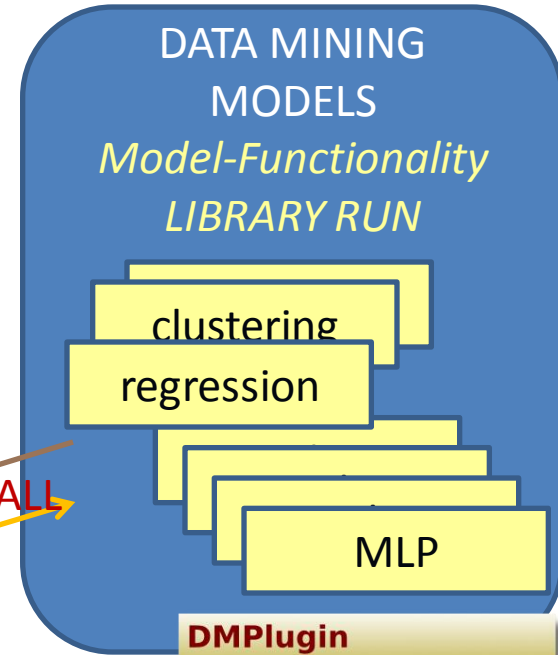 DATA MINING
MODELS
Model-Functionality
LIBRARY RUN
clustering
regression
ALL
MLP
DMPlugin